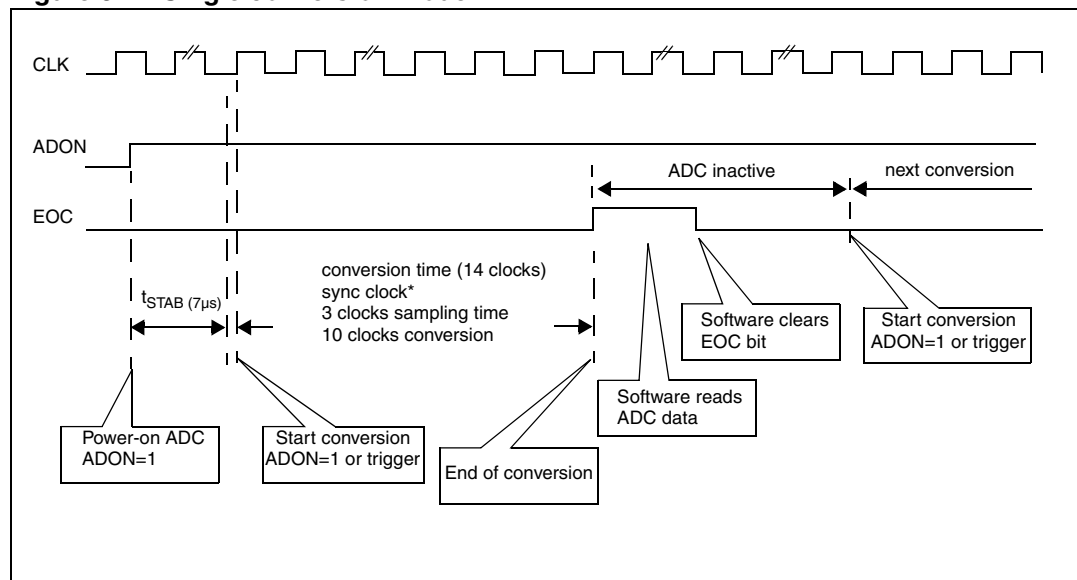 CLK
ADON
EOC
ADC inactive
next conversion
tSTAB (7µs)
conversion time (14 clocks)
sync clock*
3 clocks sampling time
10 clocks conversion
Software clears
EOC bit
Start conversion
ADON=1 or trigger
Software reads
ADC data
Power-on ADC
ADON=1
Start conversion
ADON=1 or trigger
End of conversion